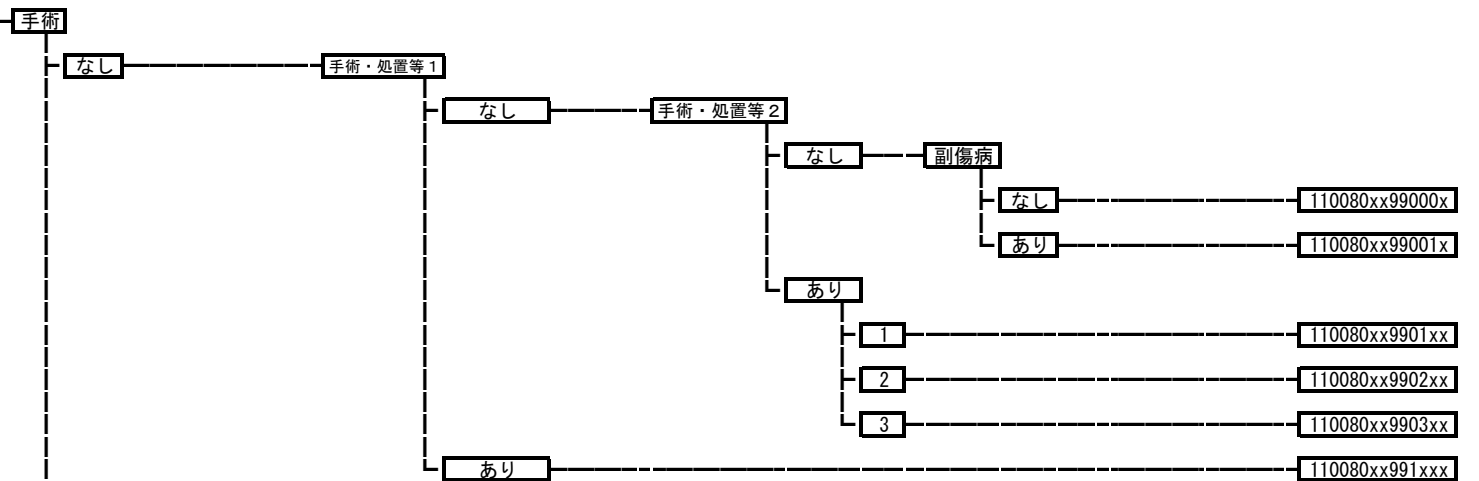 手術
なし 手術・処置等1
なし 手術・処置等2
なし 副傷病
なし 110080xx99000x
あり 110080xx99001x
あり
1 110080xx9901xx
2 110080xx9902xx
3 110080xx9903xx
あり 110080xx991xxx